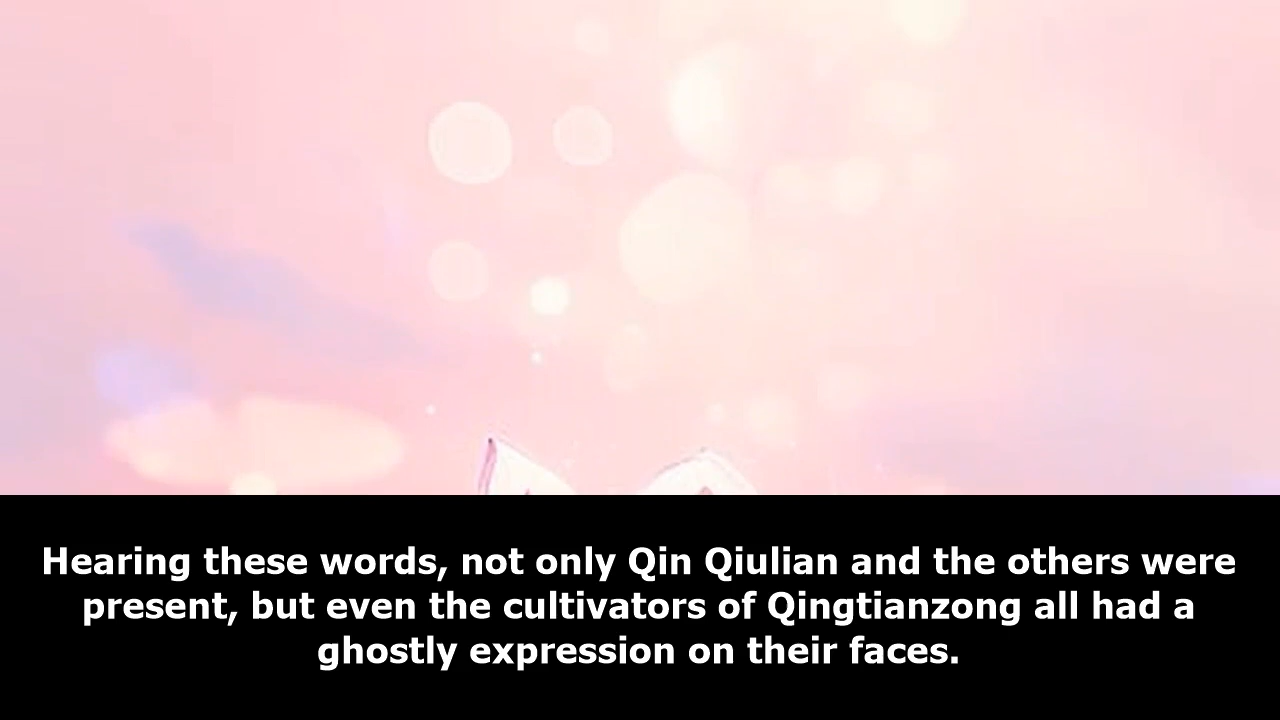 Hearing these words, not only Qin Qiulian and the others were
present, but even the cultivators of Qingtianzong all had a
ghostly expression on their faces.